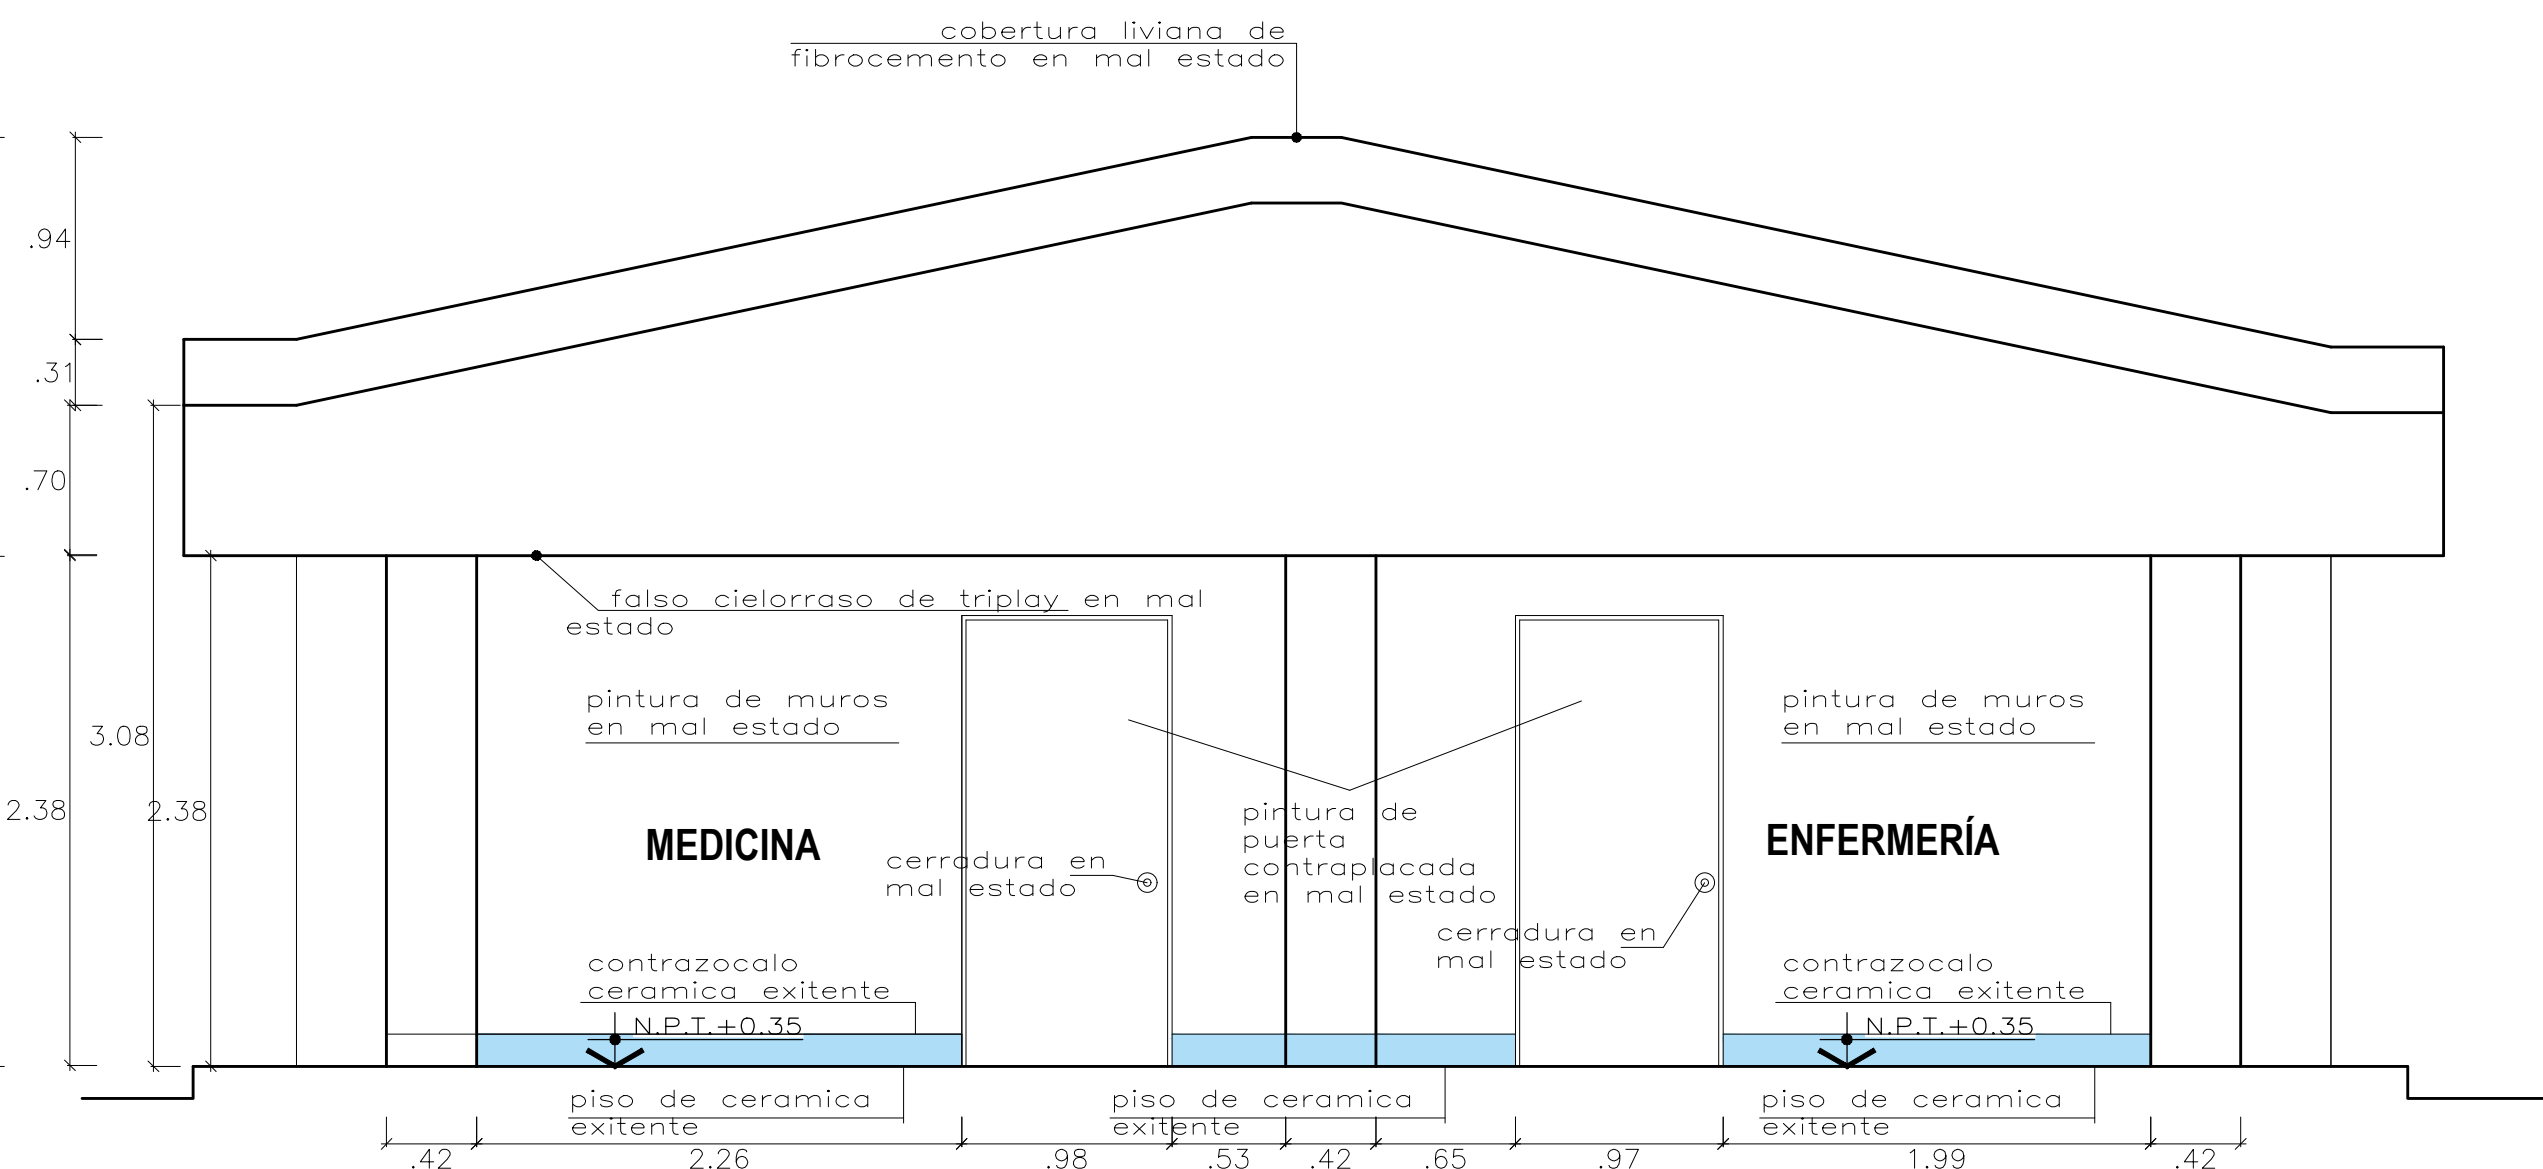 cobertura liviana de
fibrocemento en mal estado
.94
.31
.70
falso cielorraso de triplay en mal
estado
pintura de muros
en mal estado
pintura de muros
en mal estado
3.08
2.38
2.38
pintura de
puerta
contraplacada
en mal estado
MEDICINA
ENFERMERÍA
cerradura en
mal estado
cerradura en
mal estado
contrazocalo
ceramica exitente
N.P.T.+0.35
contrazocalo
ceramica exitente
N.P.T.+0.35
piso de ceramica
exitente
piso de ceramica
exitente
piso de ceramica
exitente
.42
2.26
.98
.53
.42
.65
.97
1.99
.42